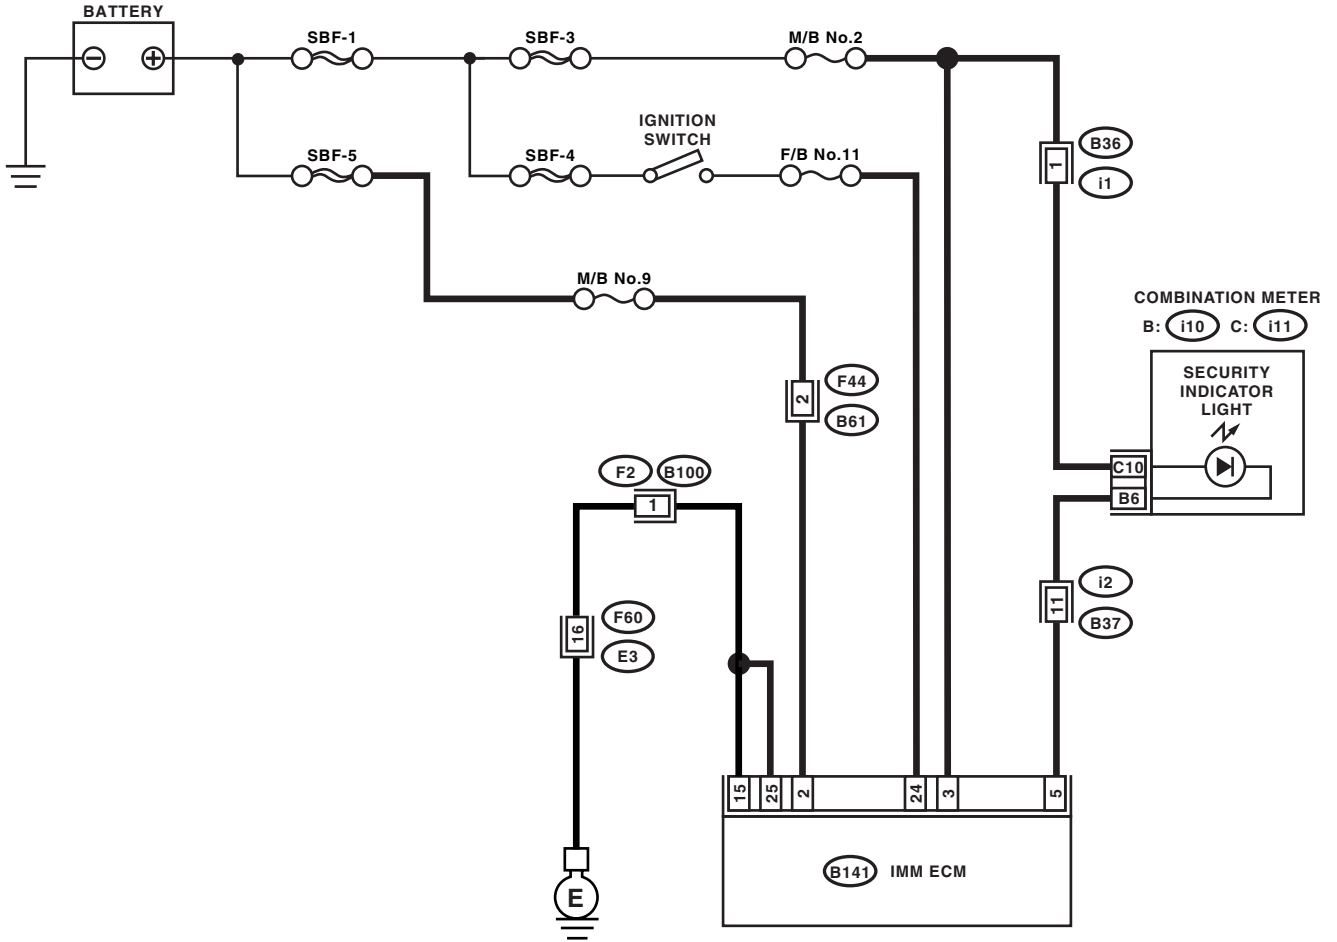 BATTERY
SBF-1
SBF-3
M/B No.2
IGNITION
SWITCH
SBF-5
SBF-4
F/B No.11
B36
1
i1
M/B No.9
COMBINATION METER
B: i10 C: i11
F44
2
B61
SECURITY
INDICATOR
LIGHT
F2 B100
C10
1
B6
i2
11
B37
F60
16
E3
15 25 2 24 3 5
B141 IMM ECM
E